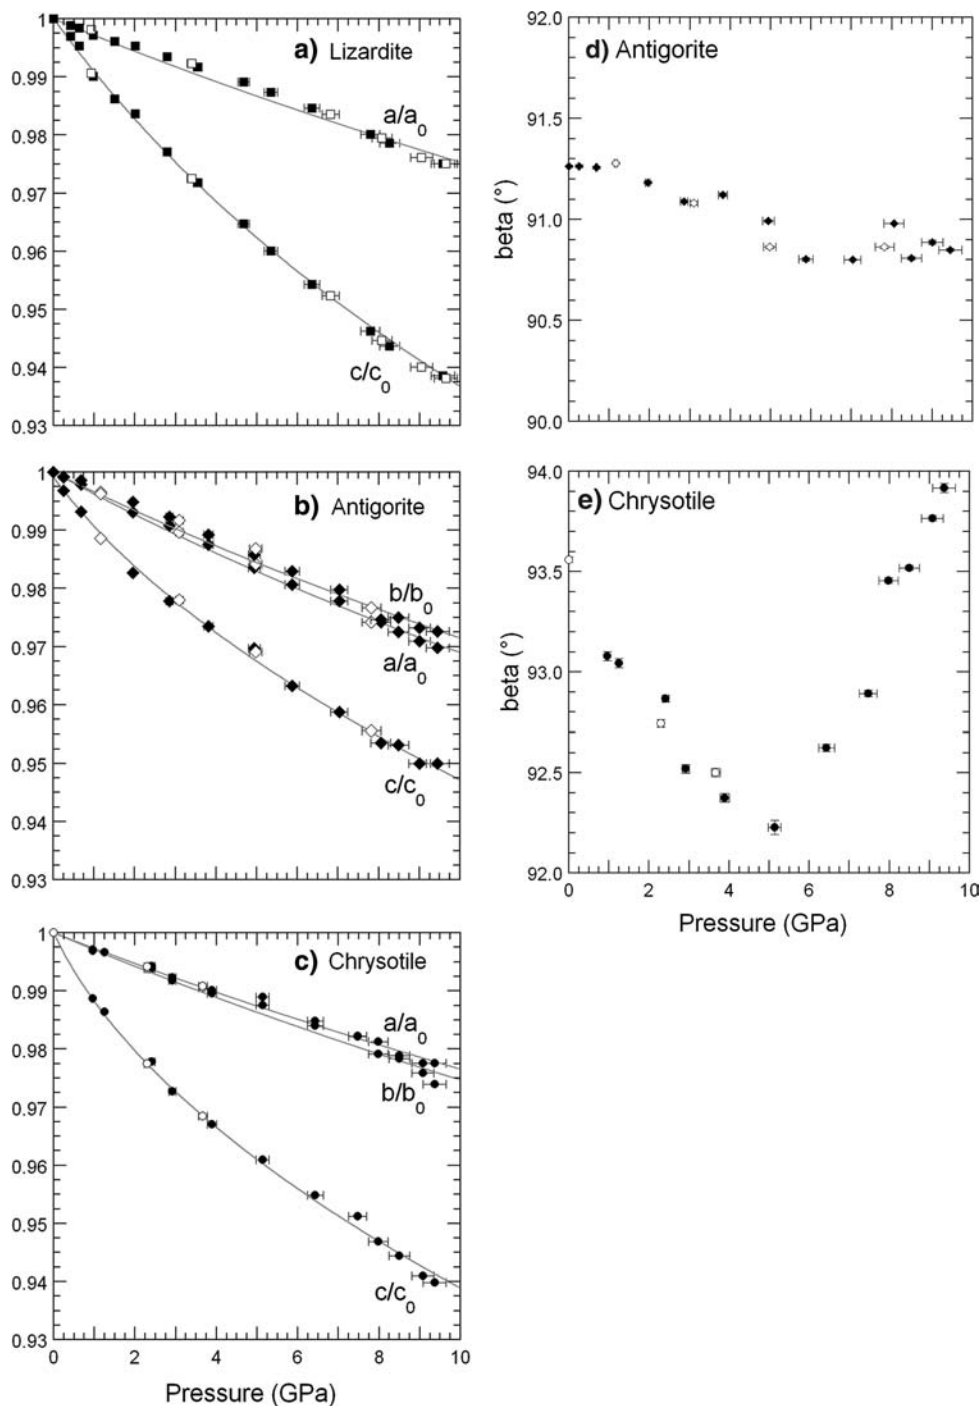 a) Lizardite
1
0.99
0.98
0.97
0.96
0.95
0.94
0.93
a/a0
c/c0
d) Antigorite
92.0
91.5
91.0
90.5
90.0
beta (°)
b) Antigorite
1
0.99
0.98
0.97
0.96
0.95
0.94
0.93
b/b0
a/a0
c/c0
e) Chrysotile
94.0
93.5
93.0
92.5
92.0
beta (°)
0 2 4 6 8 10
Pressure (GPa)
c) Chrysotile
1
0.99
0.98
0.97
0.96
0.95
0.94
0.93
a/a0
b/b0
c/c0
0 2 4 6 8 10
Pressure (GPa)